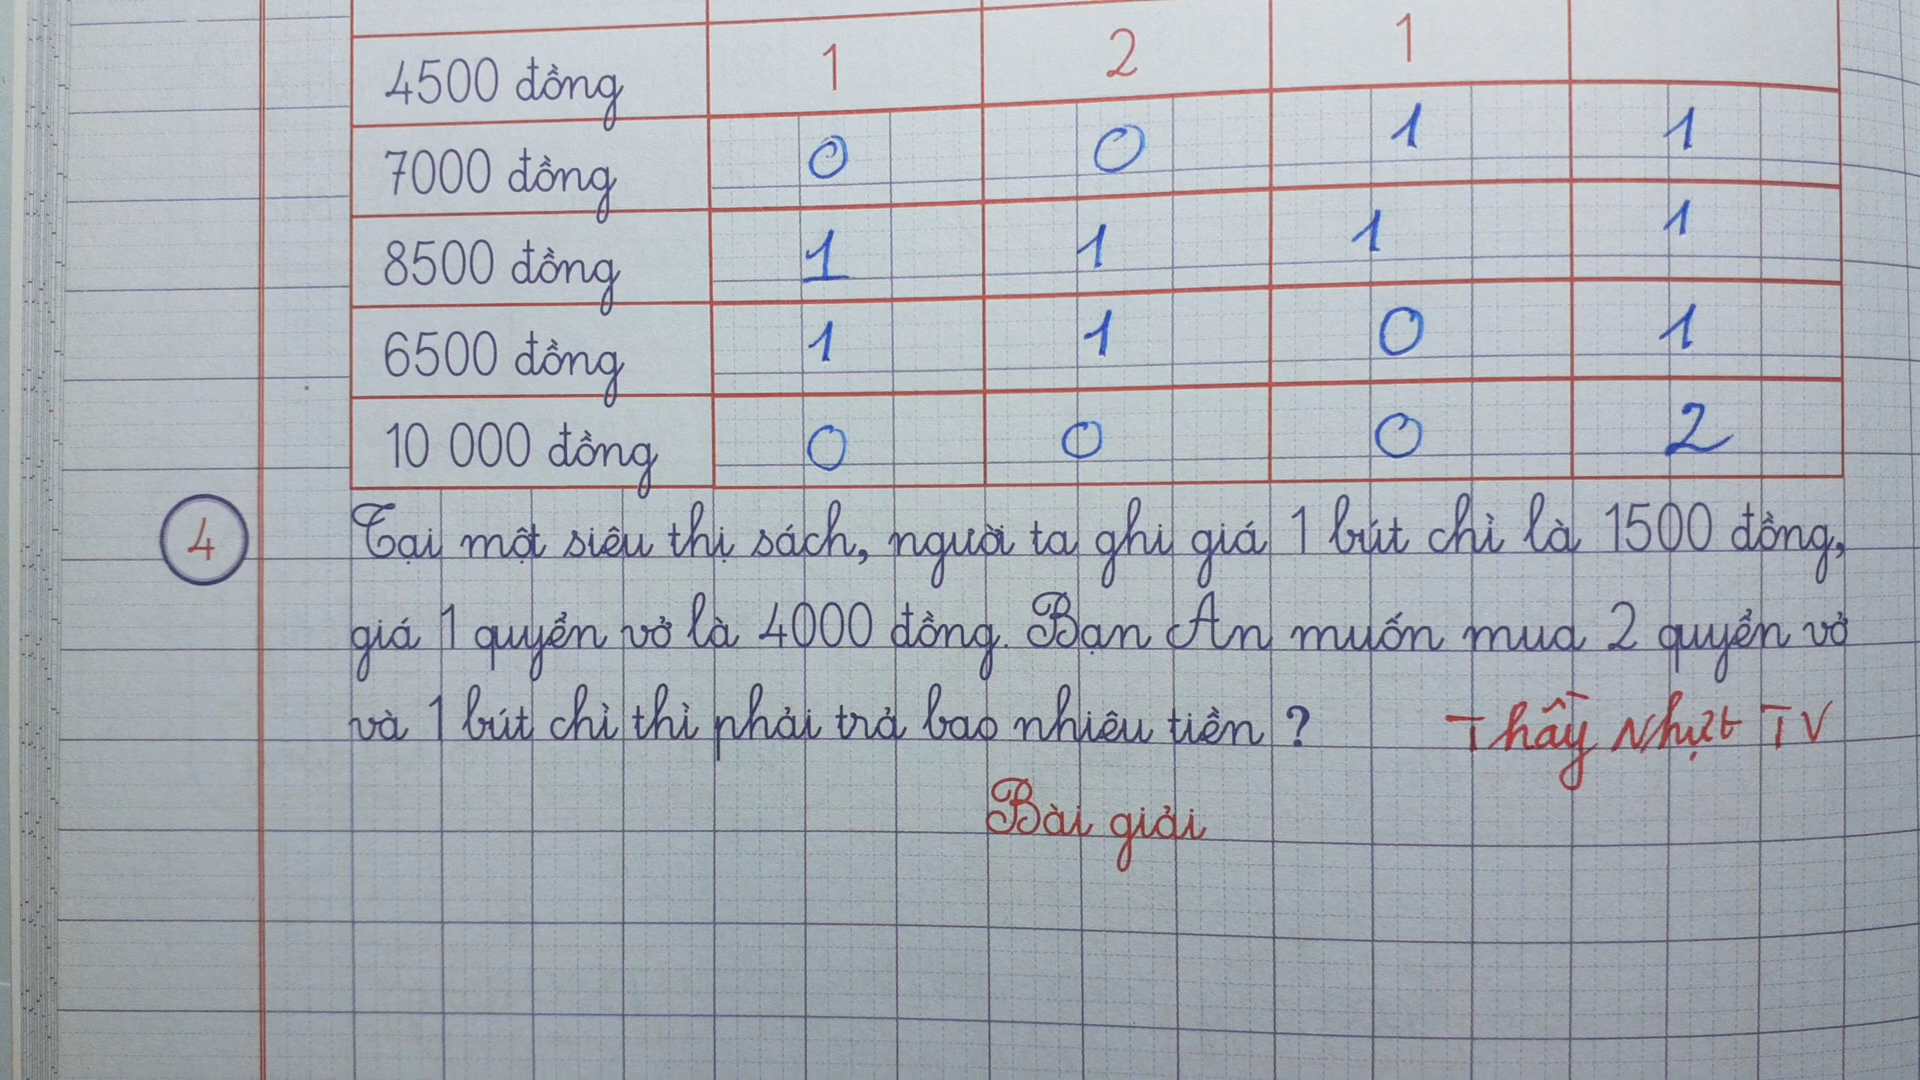 4500 đồng 1 2 1
7000 đồng 0 0 1 1
8500 đồng 1 1 1 1
6500 đồng 1 1 0 1
10 000 đồng 0 0 0 2
4 Tại một siêu thị sách, người ta ghi giá 1 bút chì là 1500 đồng,
giá 1 quyển vở là 4000 đồng. Bạn An muốn mua 2 quyển vở
và 1 bút chì thì phải trả bao nhiêu tiền ? Thầy Nhựt TV
Bài giải